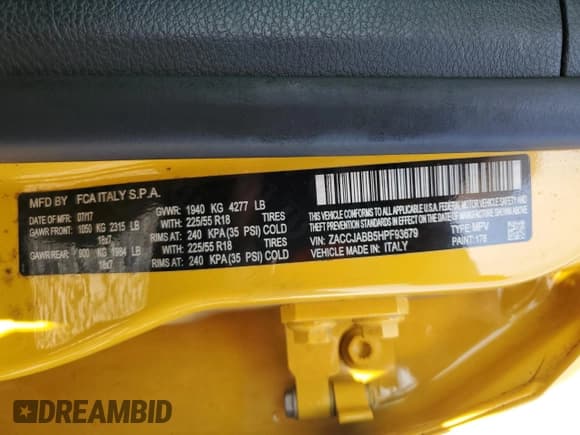 MFD BY FCA ITALY S.P.A.
DATE OF MFR: 07/17 GVWR: 1940 KG 4277 LB
GAWR FRONT: 1050 KG 2315 LB WITH: 225/55 R18 TIRES
18x7 RIMS AT: 240 KPA(35 PSI) COLD
GAWR REAR: 900 KG 1984 LB WITH: 225/55 R18 TIRES
18x7 RIMS AT: 240 KPA(35 PSI) COLD
THIS VEHICLE CONFORMS TO ALL APPLICABLE U.S.A. FEDERAL MOTOR VEHICLE SAFETY, BUMPER, AND
THEFT PREVENTION STANDARDS IN EFFECT ON THE DATE OF MANUFACTURE SHOWN ABOVE.
VIN: ZACCJABB5HPF93679 TYPE: MPV
VEHICLE MADE IN: ITALY PAINT: 176
DREAMBID